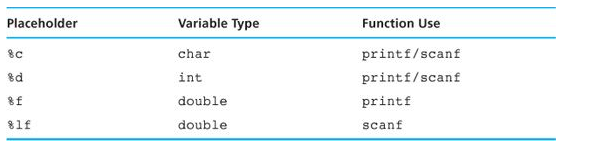 Placeholder Variable Type Function Use
%c char printf/scanf
%d int printf/scanf
%f double printf
%lf double scanf